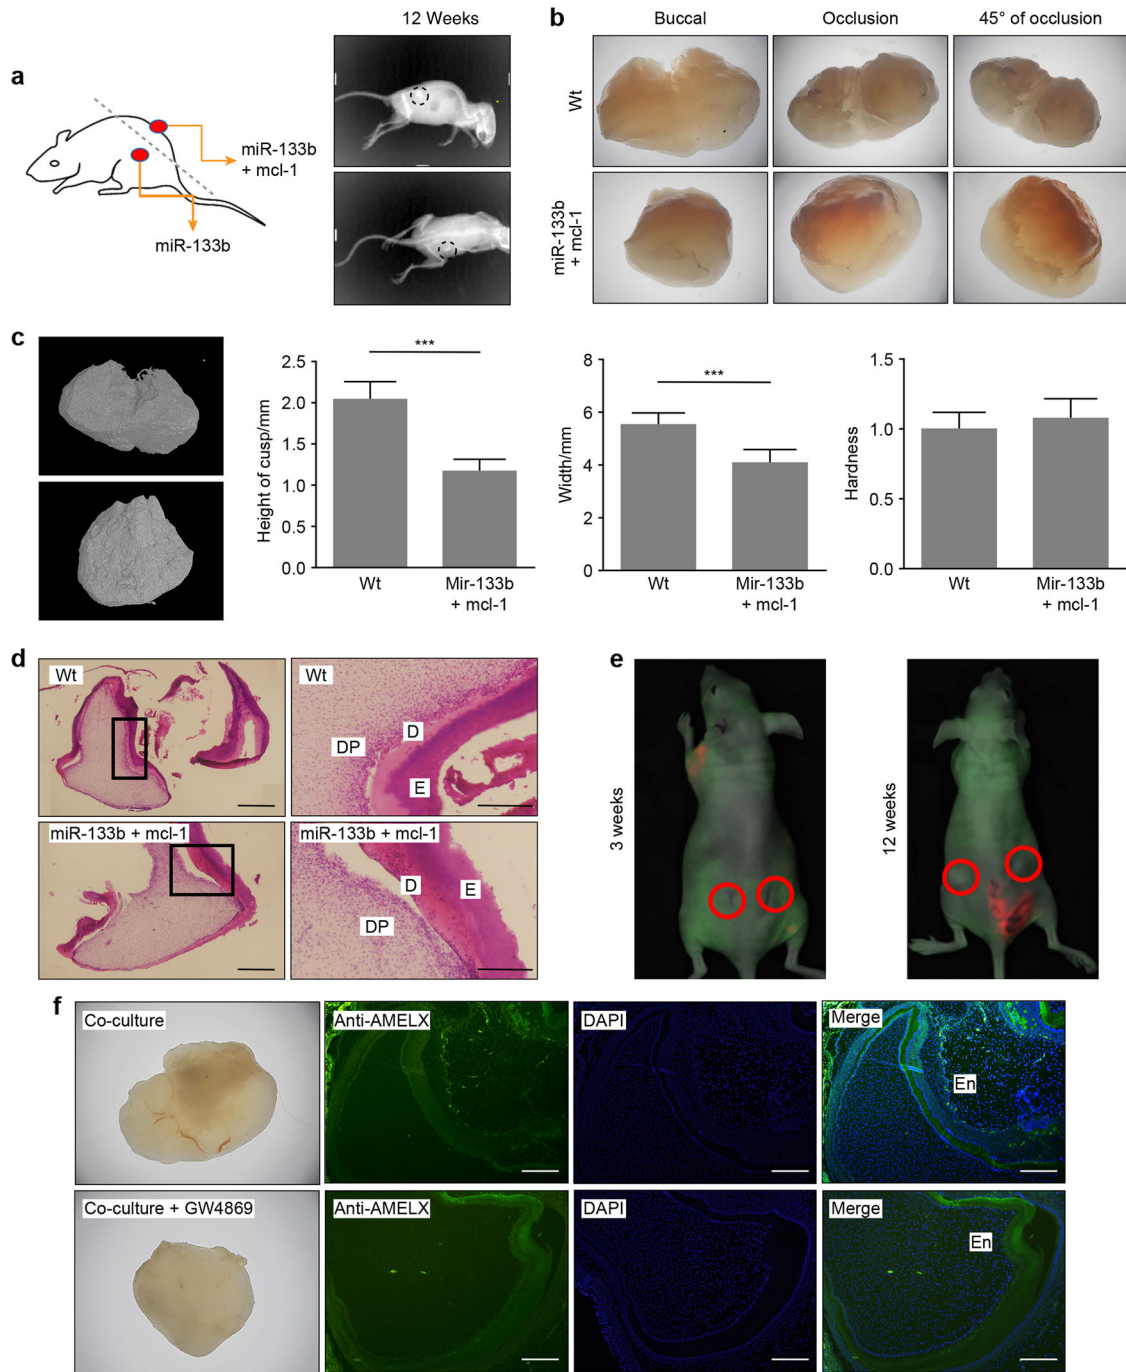 a
12 Weeks
miR-133b
+ mcl-1
miR-133b
b
Buccal
Occlusion
45° of occlusion
Wt
miR-133b
+ mcl-1
c
Height of cusp/mm
2.5
2.0
1.5
1.0
0.5
0.0
***
Wt
Mir-133b
+ mcl-1
Width/mm
8
6
4
2
0
***
Wt
Mir-133b
+ mcl-1
Hardness
1.5
1.0
0.5
0.0
Wt
Mir-133b
+ mcl-1
d
Wt
Wt
D
DP
E
miR-133b + mcl-1
miR-133b + mcl-1
D
E
DP
e
3 weeks
12 weeks
f
Co-culture
Anti-AMELX
DAPI
Merge
En
Co-culture + GW4869
Anti-AMELX
DAPI
Merge
En